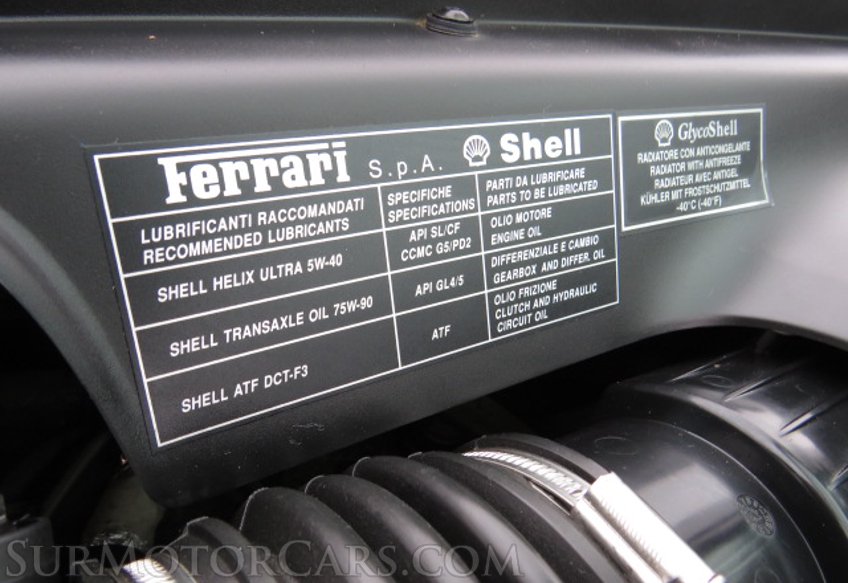 Ferrari S.p.A. Shell
LUBRIFICANTI RACCOMANDATI
RECOMMENDED LUBRICANTS
SPECIFICHE
SPECIFICATIONS
PARTI DA LUBRIFICARE
PARTS TO BE LUBRICATED
SHELL HELIX ULTRA 5W-40
API SL/CF
CCMC G5/PD2
OLIO MOTORE
ENGINE OIL
SHELL TRANSAXLE OIL 75W-90
API GL4/5
DIFFERENZIALE E CAMBIO
GEARBOX AND DIFFER. OIL
SHELL ATF DCT-F3
ATF
OLIO FRIZIONE
CLUTCH AND HYDRAULIC
CIRCUIT OIL
GlycoShell
RADIATORE CON ANTICONGELANTE
RADIATOR WITH ANTIFREEZE
RADIATEUR AVEC ANTIGEL
KÜHLER MIT FROSTSCHUTZMITTEL
-40°C (-40°F)
SURMOTORCARS.COM